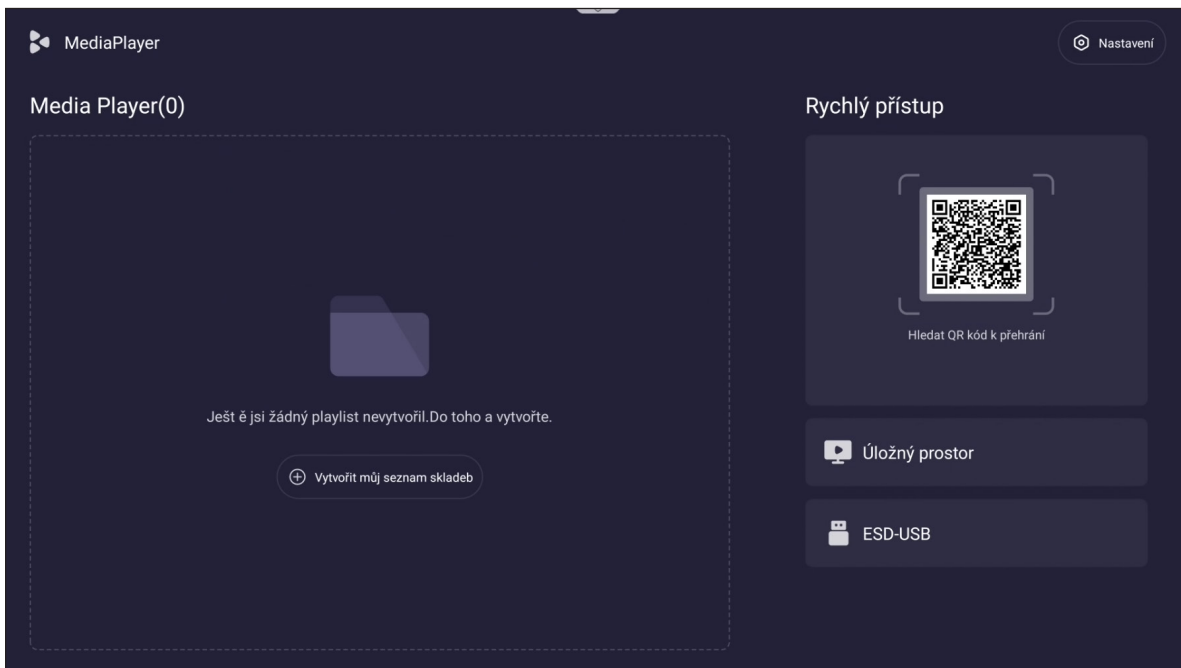 MediaPlayer
Nastavení
Media Player(0)
Rychlý přístup
Hledat QR kód k přehrání
Ješt ě jsi žádný playlist nevytvořil.Do toho a vytvořte.
Vytvořit můj seznam skladeb
Úložný prostor
ESD-USB